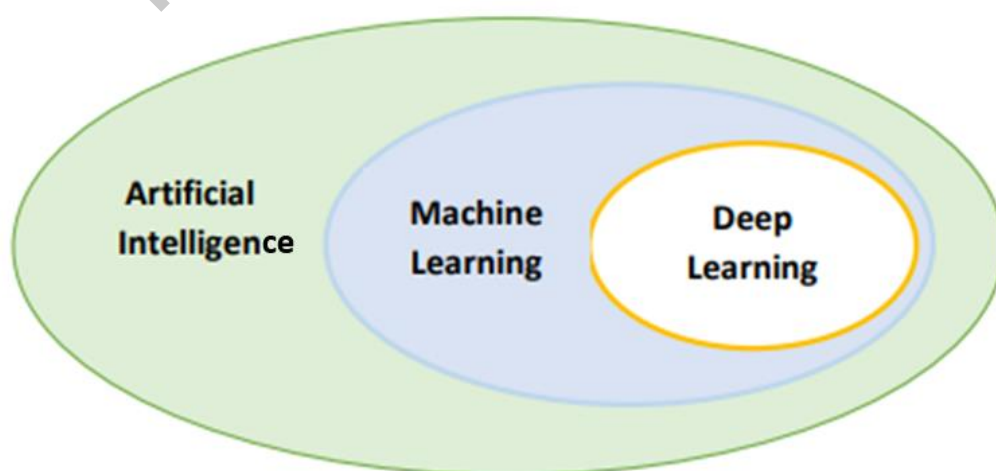 Artificial
Intelligence
Machine
Learning
Deep
Learning